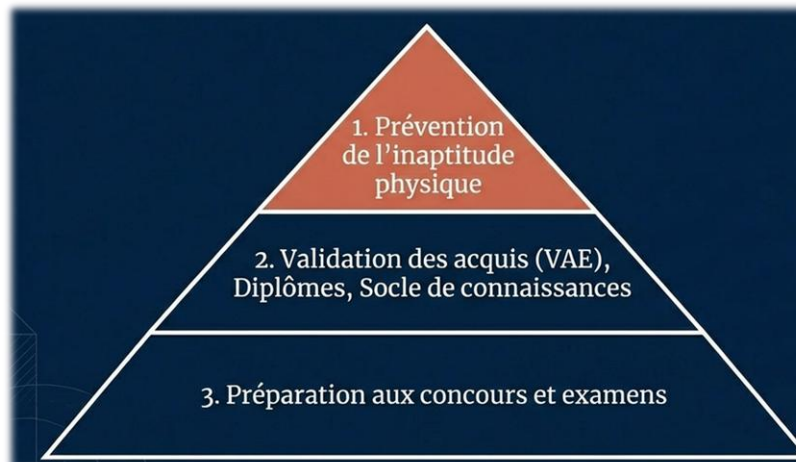 1. Prévention
de l’inaptitude
physique
2. Validation des acquis (VAE),
Diplômes, Socle de connaissances
3. Préparation aux concours et examens